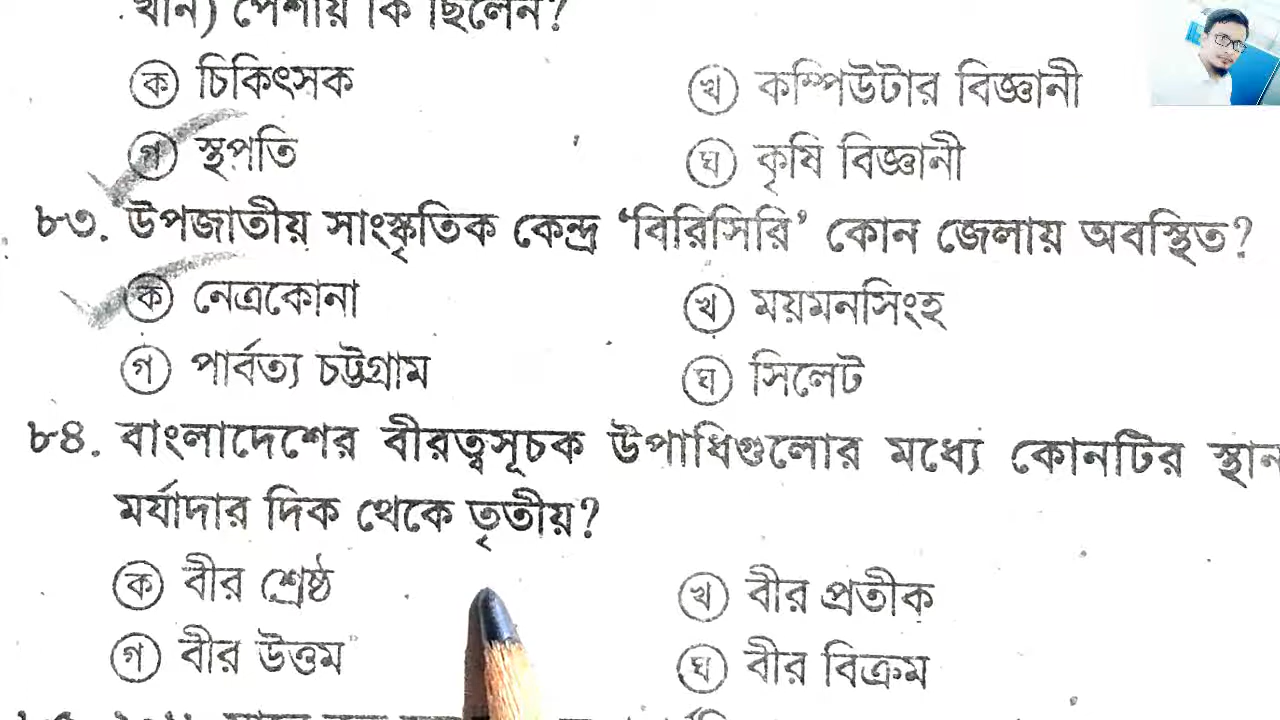 খান) পেশায় কি ছিলেন?
ক চিকিৎসক খ কম্পিউটার বিজ্ঞানী
গ স্থপতি ঘ কৃষি বিজ্ঞানী
৮৩. উপজাতীয় সাংস্কৃতিক কেন্দ্র ‘বিরিসিরি’ কোন জেলায় অবস্থিত?
ক নেত্রকোনা খ ময়মনসিংহ
গ পার্বত্য চট্টগ্রাম ঘ সিলেট
৮৪. বাংলাদেশের বীরত্বসূচক উপাধিগুলোর মধ্যে কোনটির স্থান
মর্যাদার দিক থেকে তৃতীয়?
ক বীর শ্রেষ্ঠ খ বীর প্রতীক
গ বীর উত্তম ঘ বীর বিক্রম